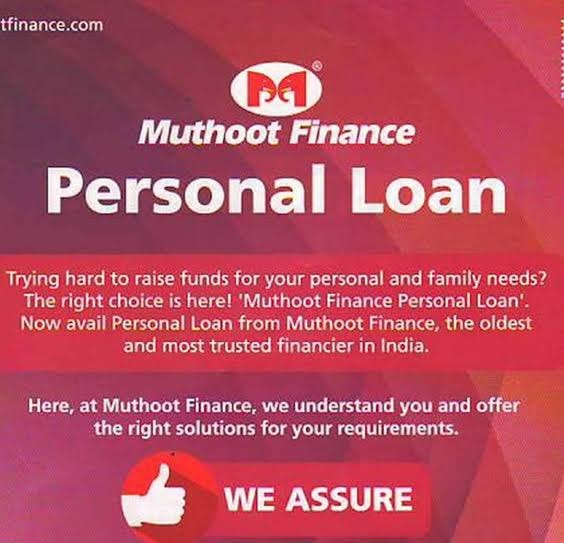 tfinance.com
®
Muthoot Finance
Personal Loan
Trying hard to raise funds for your personal and family needs?
The right choice is here! 'Muthoot Finance Personal Loan'.
Now avail Personal Loan from Muthoot Finance, the oldest
and most trusted financier in India.
Here, at Muthoot Finance, we understand you and offer
the right solutions for your requirements.
WE ASSURE